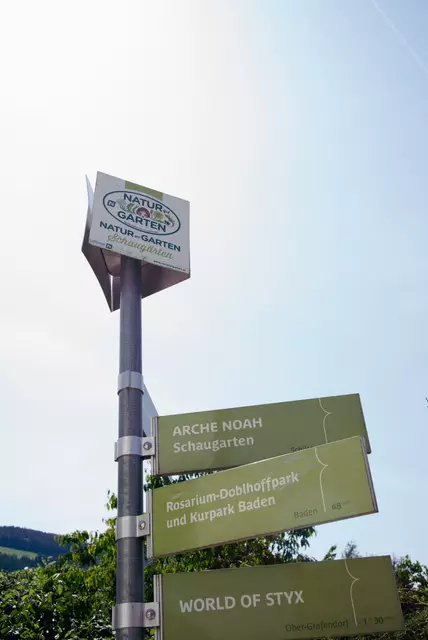 NATUR im
GARTEN
NATUR im GARTEN
Schaugärten
ARCHE NOAH
Schaugarten
Rosarium-Doblhoffpark
und Kurpark Baden
Baden
WORLD OF STYX
Ober-Grafendorf